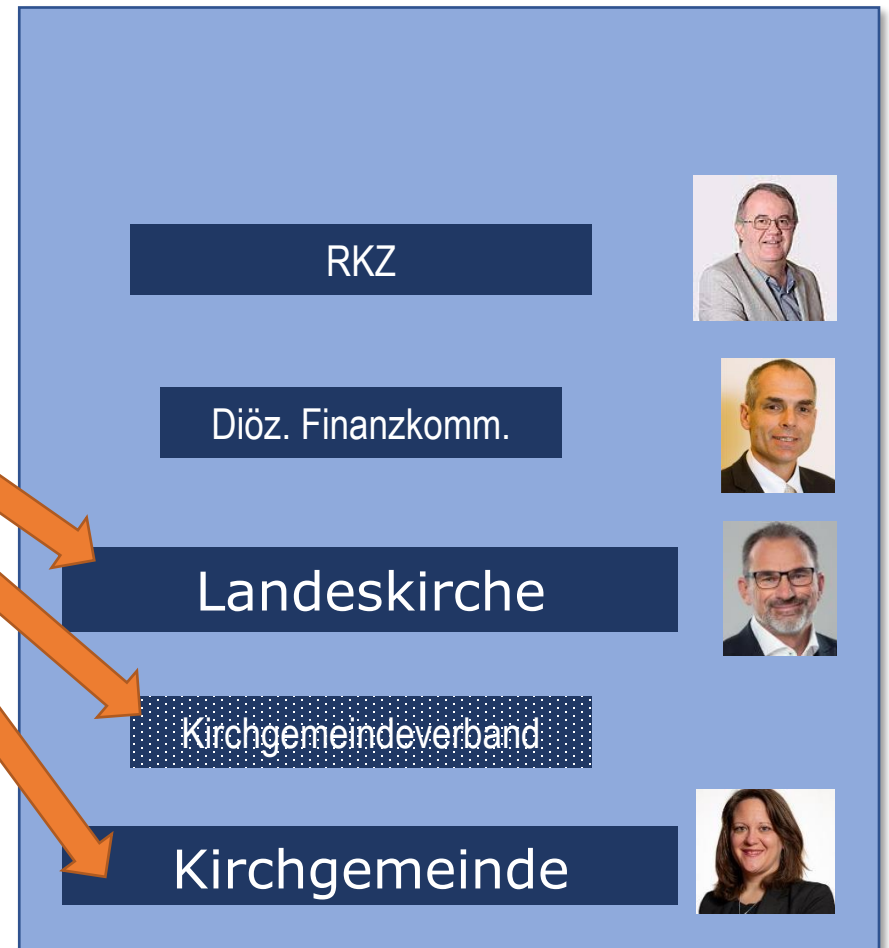 RKZ
Diöz. Finanzkomm.
Landeskirche
Kirchgemeindeverband
Kirchgemeinde